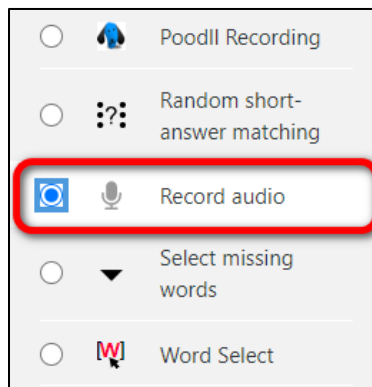 Poodll Recording
:?: Random short-
answer matching
Record audio
Select missing
words
[W] Word Select